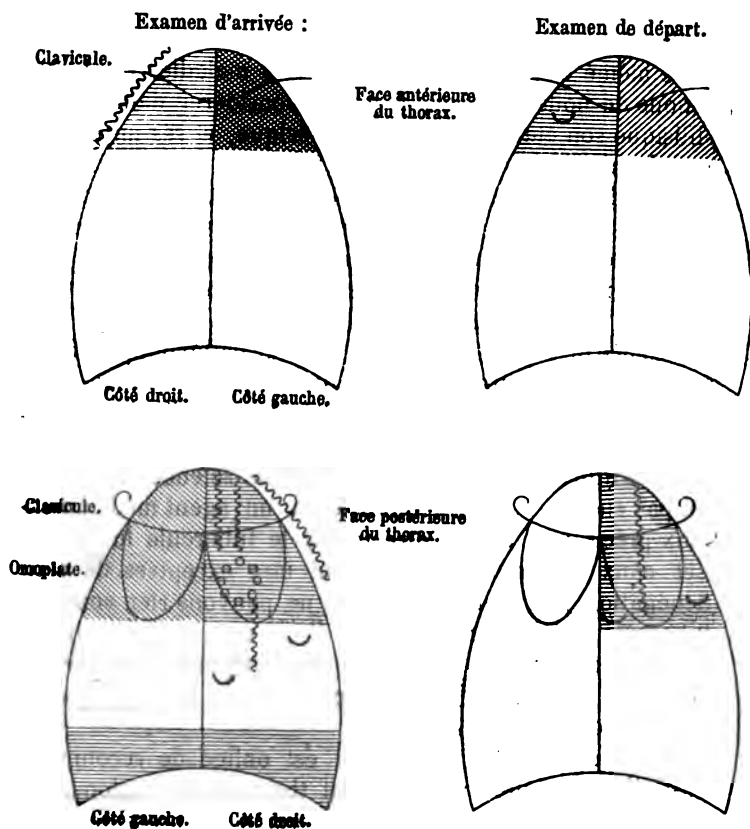 Examen d'arrivée :
Examen de départ.
Clavicule.
Face antérieure
du thorax.
Côté droit.
Côté gauche.
Clavicule.
Omoplate.
Face postérieure
du thorax.
Côté gauche.
Côté droit.